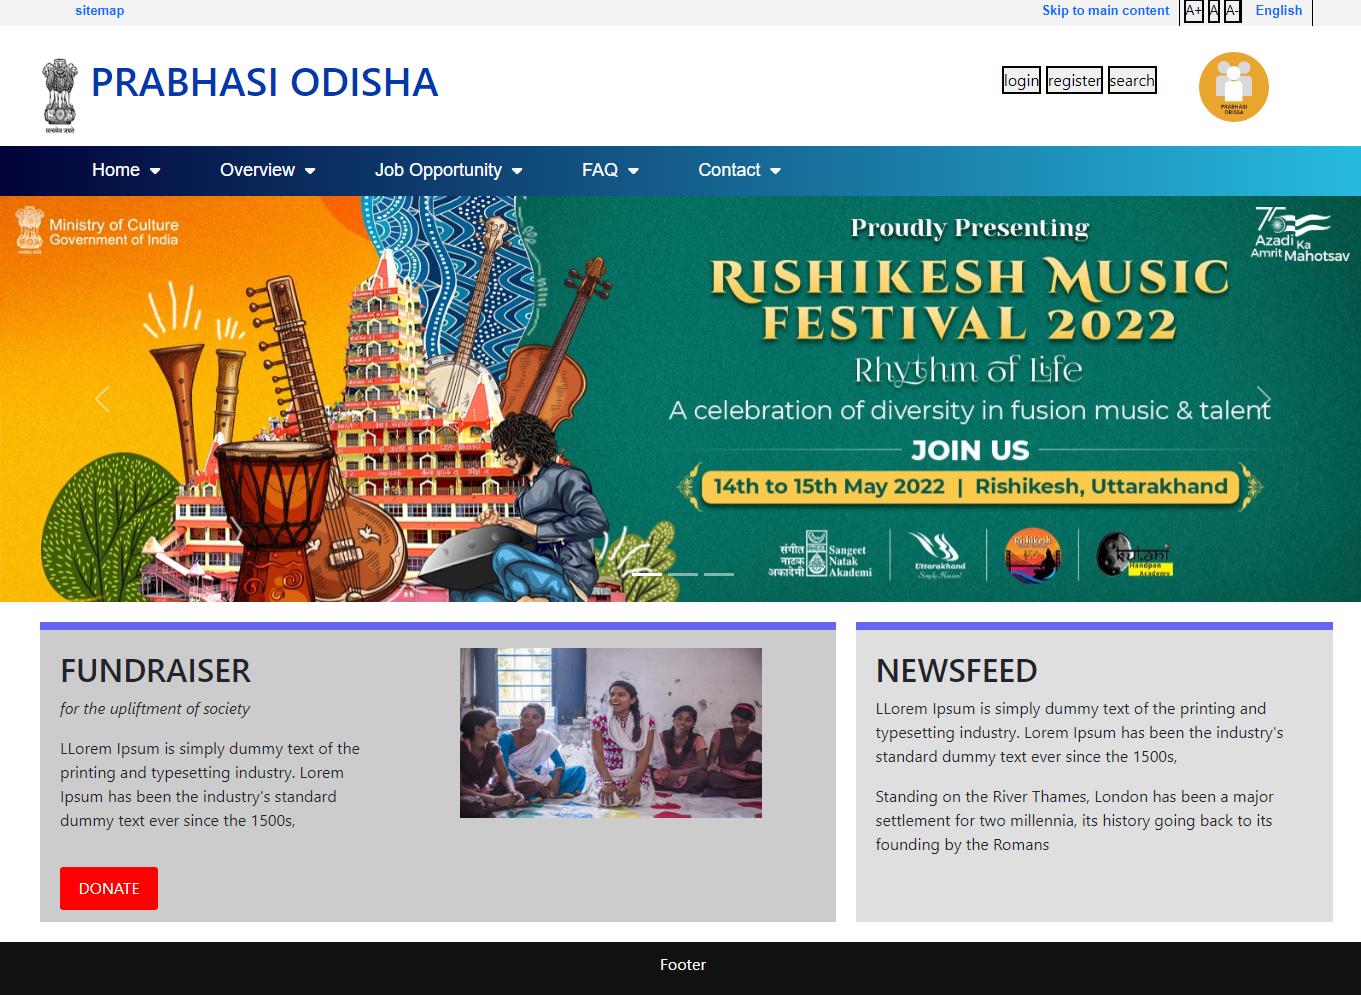 sitemap
Skip to main content
A+ A A-
English
सत्यमेव जयते
PRABHASI ODISHA
login register search
PRABHASI
ORISSA
Home
Overview
Job Opportunity
FAQ
Contact
Ministry of Culture
Government of India
Proudly Presenting
75
Azadi Ka
Amrit Mahotsav
RISHIKESH MUSIC
FESTIVAL 2022
Rhythm of Life
A celebration of diversity in fusion music & talent
JOIN US
14th to 15th May 2022 | Rishikesh, Uttarakhand
संगीत
नाटक
अकादेमी
Sangeet
Natak
Akademi
Uttarakhand
Simply Heaven!
Rishikesh
Kutani
Handpan
Academy
FUNDRAISER
for the upliftment of society
LLorem Ipsum is simply dummy text of the
printing and typesetting industry. Lorem
Ipsum has been the industry's standard
dummy text ever since the 1500s,
DONATE
NEWSFEED
LLorem Ipsum is simply dummy text of the printing and
typesetting industry. Lorem Ipsum has been the industry's
standard dummy text ever since the 1500s,
Standing on the River Thames, London has been a major
settlement for two millennia, its history going back to its
founding by the Romans
Footer